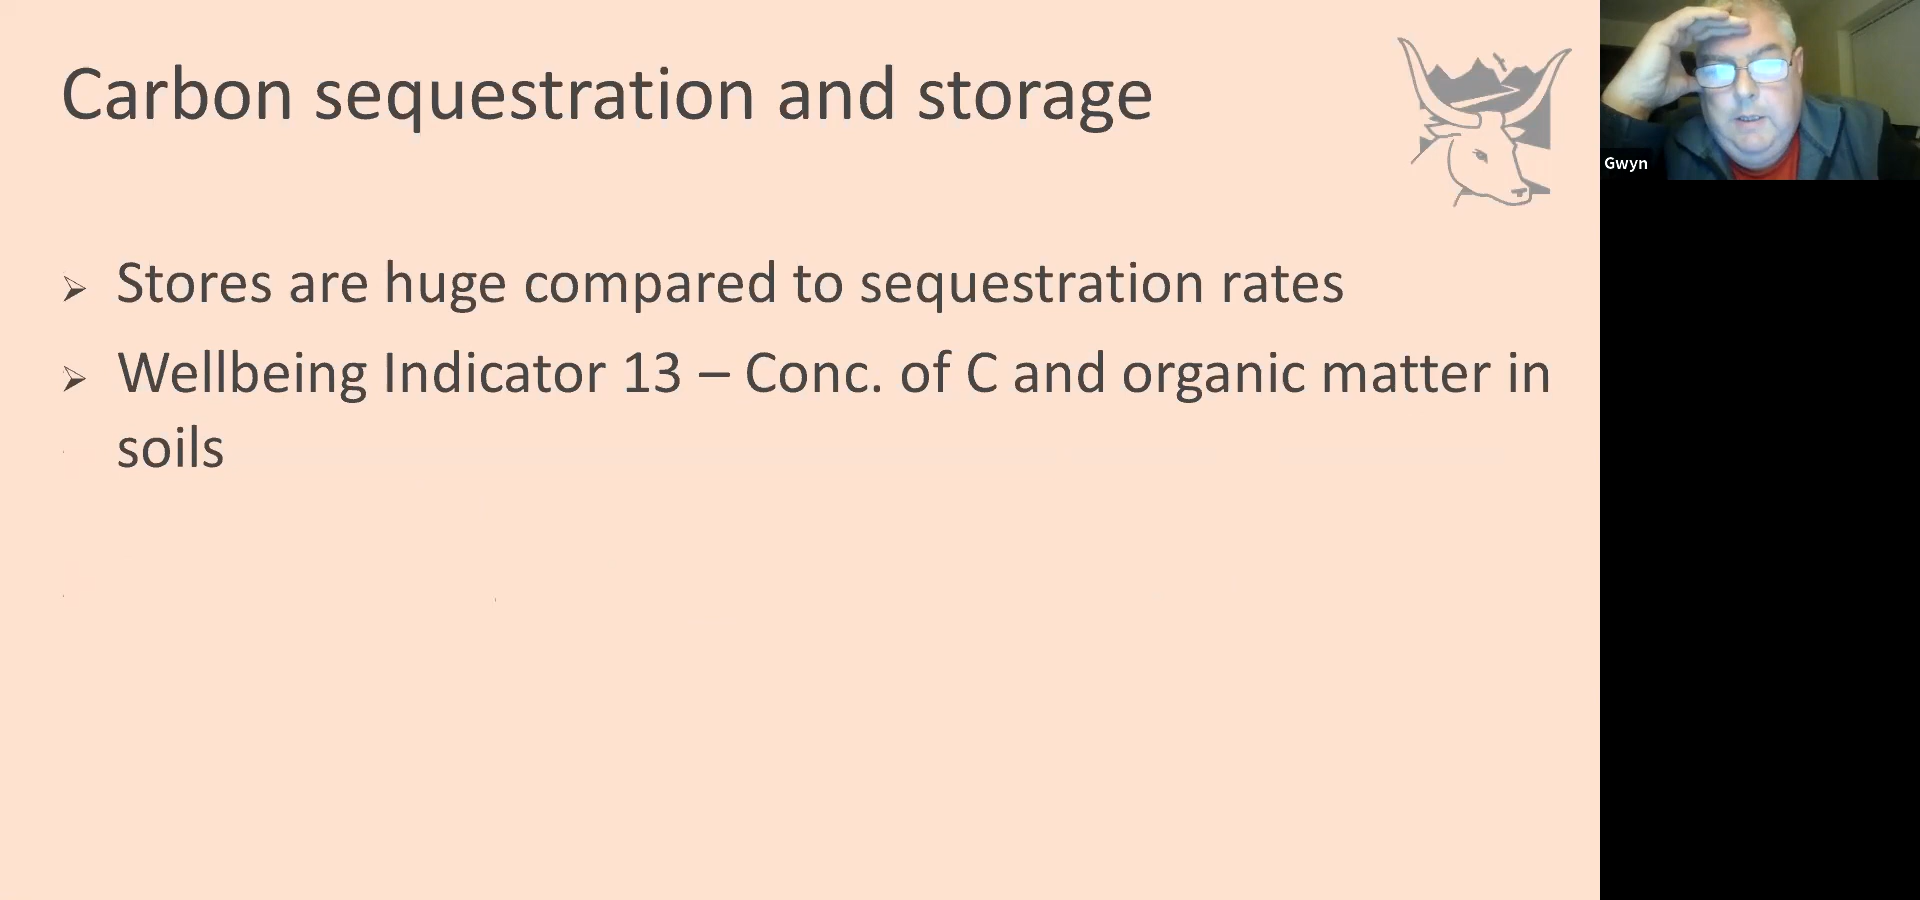 Carbon sequestration and storage
Stores are huge compared to sequestration rates
Wellbeing Indicator 13 – Conc. of C and organic matter in
soils
Gwyn